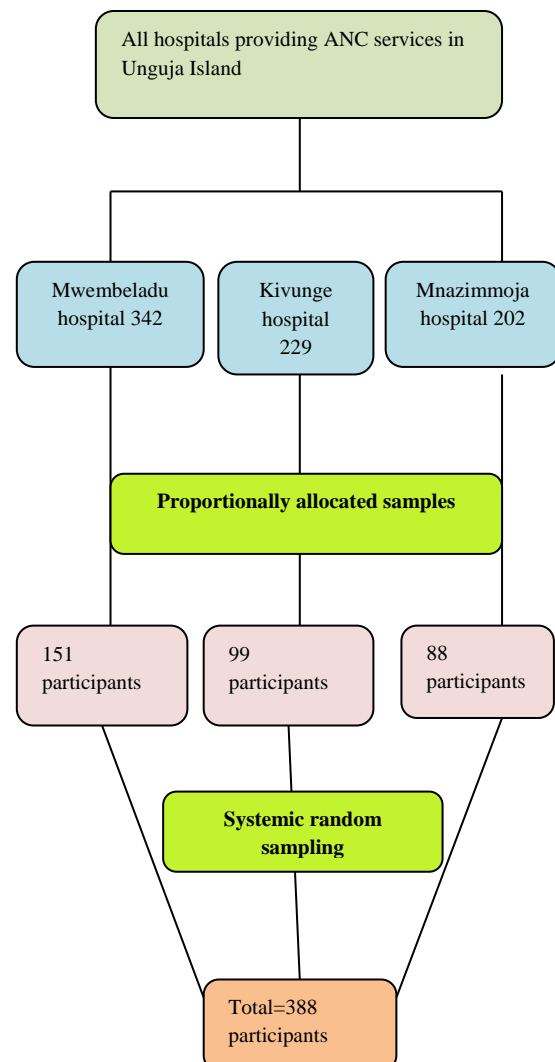 All hospitals providing ANC services in
Unguja Island
Mwembeladu
hospital 342
Kivunge
hospital
229
Mnazimmoja
hospital 202
Proportionally allocated samples
151
participants
99
participants
88
participants
Systemic random
sampling
Total=388
participants